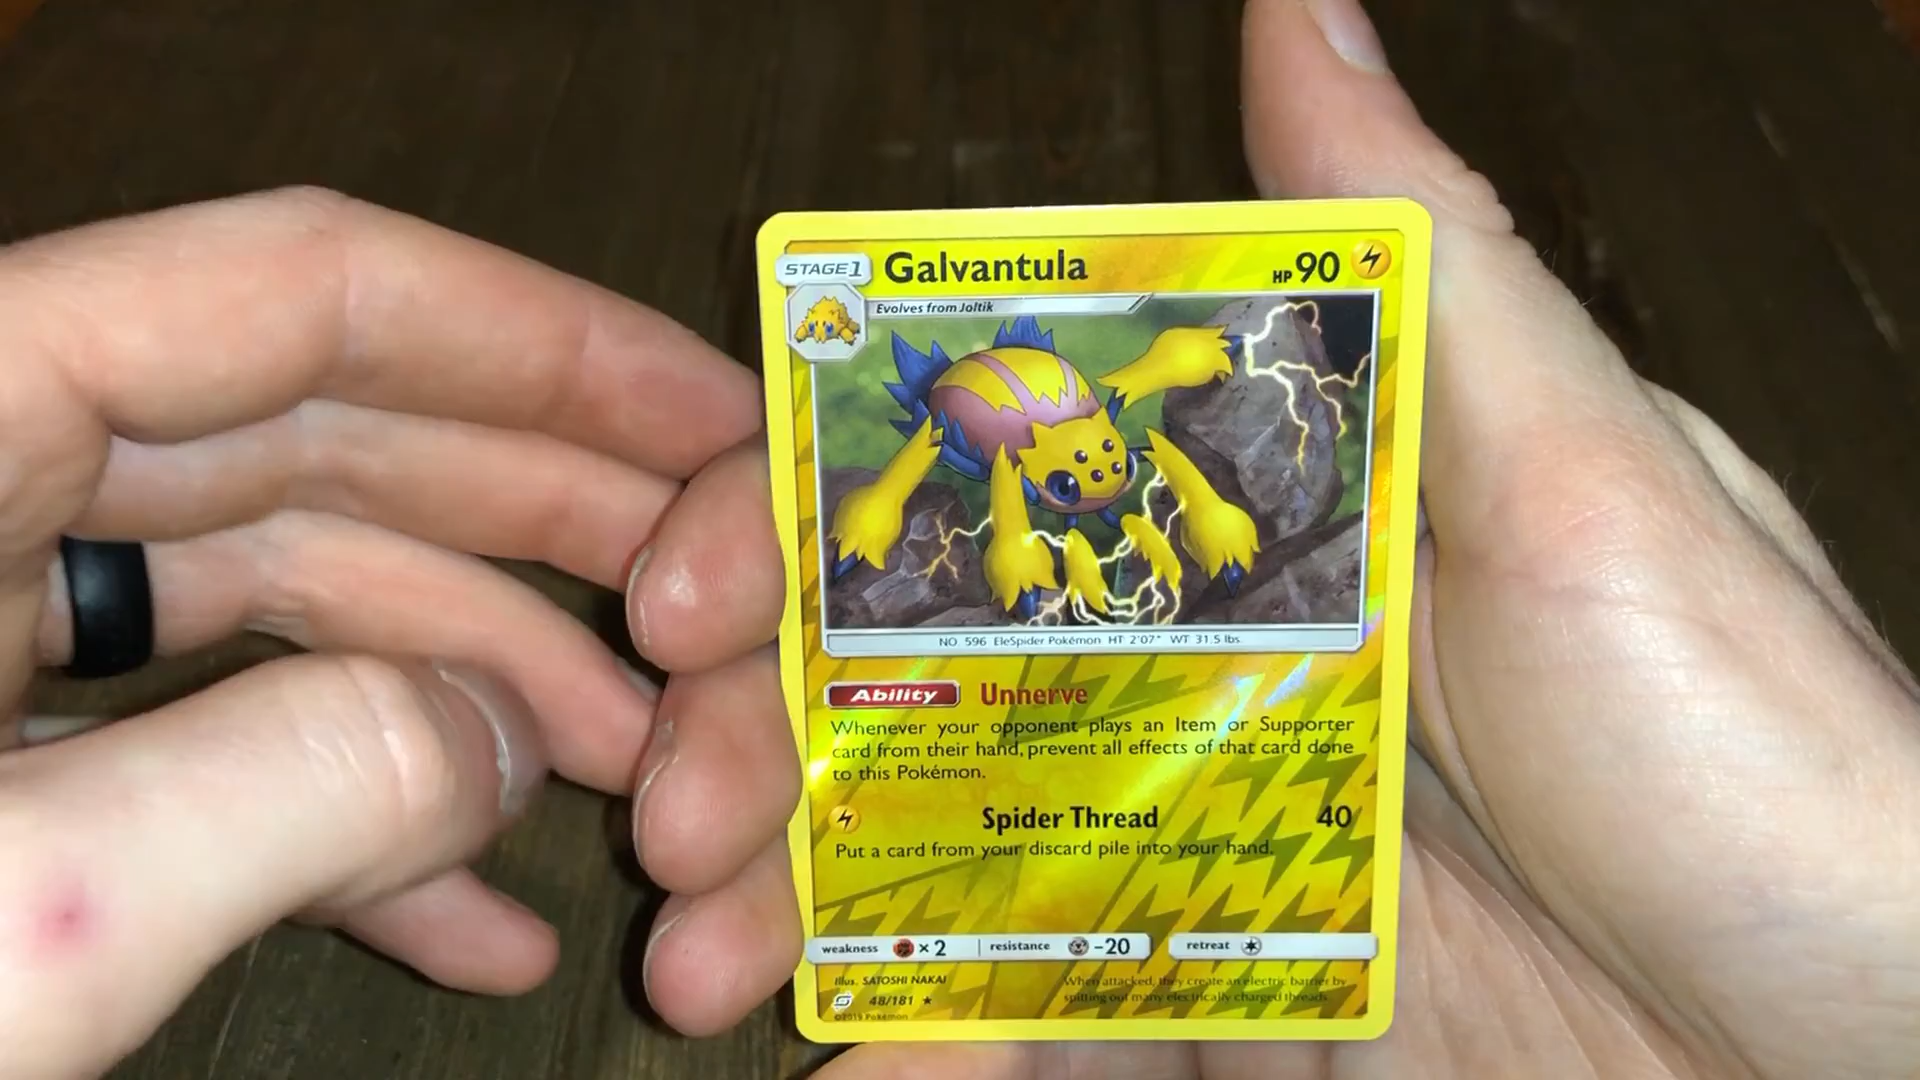 STAGE1 Galvantula HP 90
Evolves from Joltik
NO. 596 EleSpider Pokémon HT 2'07" WT 31.5 lbs.
Ability Unnerve
Whenever your opponent plays an Item or Supporter
card from their hand, prevent all effects of that card done
to this Pokémon.
Spider Thread 40
Put a card from your discard pile into your hand.
weakness ×2 resistance -20 retreat
Illus. SATOSHI NAKAI
48/181
When attacked, they create an electric barrier by
spitting out many electrically charged threads.
©2019 Pokémon